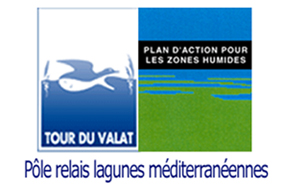 PLAN D'ACTION POUR
LES ZONES HUMIDES
TOUR DU VALAT
Pôle relais lagunes méditerranéennes